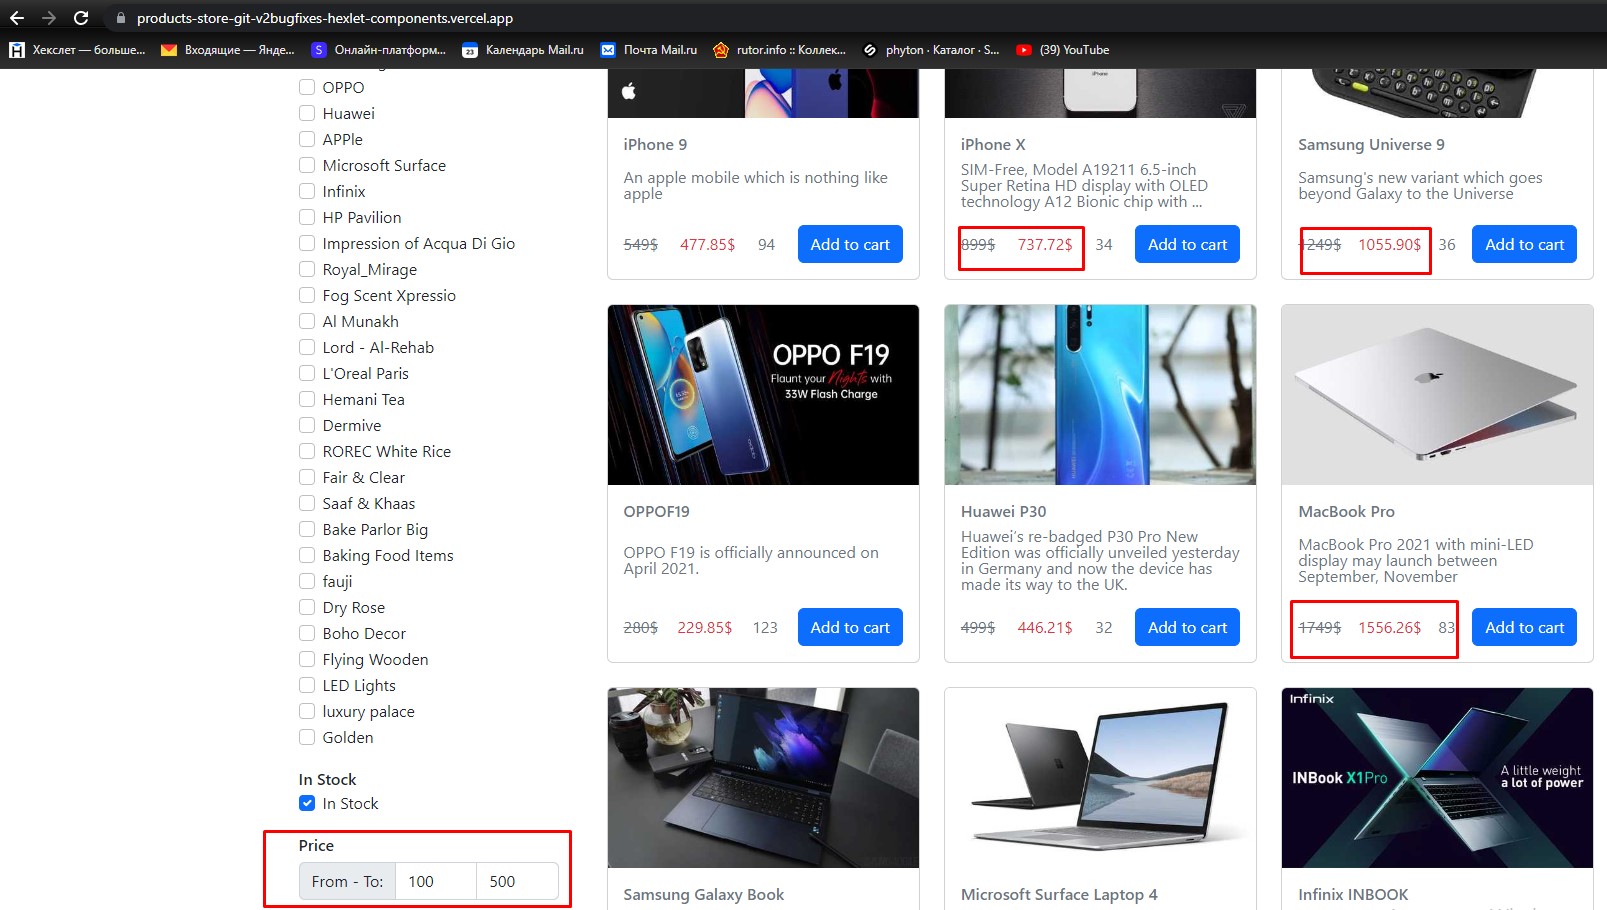 products-store-git-v2bugfixes-hexlet-components.vercel.app
Хекслет — больше...
Входящие — Янде...
S
Онлайн-платформ...
23
Календарь Mail.ru
Почта Mail.ru
rutor.info :: Коллек...
phyton · Каталог · S...
(39) YouTube
OPPO
Huawei
APPle
Microsoft Surface
Infinix
HP Pavilion
Impression of Acqua Di Gio
Royal_Mirage
Fog Scent Xpressio
Al Munakh
Lord - Al-Rehab
L'Oreal Paris
Hemani Tea
Dermive
ROREC White Rice
Fair & Clear
Saaf & Khaas
Bake Parlor Big
Baking Food Items
fauji
Dry Rose
Boho Decor
Flying Wooden
LED Lights
luxury palace
Golden
In Stock
In Stock
Price
From - To:
100
500
iPhone 9
An apple mobile which is nothing like
apple
549$ 477.85$ 94 Add to cart
iPhone
iPhone X
SIM-Free, Model A19211 6.5-inch
Super Retina HD display with OLED
technology A12 Bionic chip with ...
899$ 737.72$ 34 Add to cart
Samsung Universe 9
Samsung's new variant which goes
beyond Galaxy to the Universe
1249$ 1055.90$ 36 Add to cart
OPPO F19
Flaunt your Nights with
33W Flash Charge
OPPOF19
OPPO F19 is officially announced on
April 2021.
280$ 229.85$ 123 Add to cart
Huawei P30
Huawei’s re-badged P30 Pro New
Edition was officially unveiled yesterday
in Germany and now the device has
made its way to the UK.
499$ 446.21$ 32 Add to cart
MacBook Pro
MacBook Pro 2021 with mini-LED
display may launch between
September, November
1749$ 1556.26$ 83 Add to cart
Samsung Galaxy Book
Microsoft Surface Laptop 4
Infinix
INBook X1Pro
A little weight
a lot of power
Infinix INBOOK